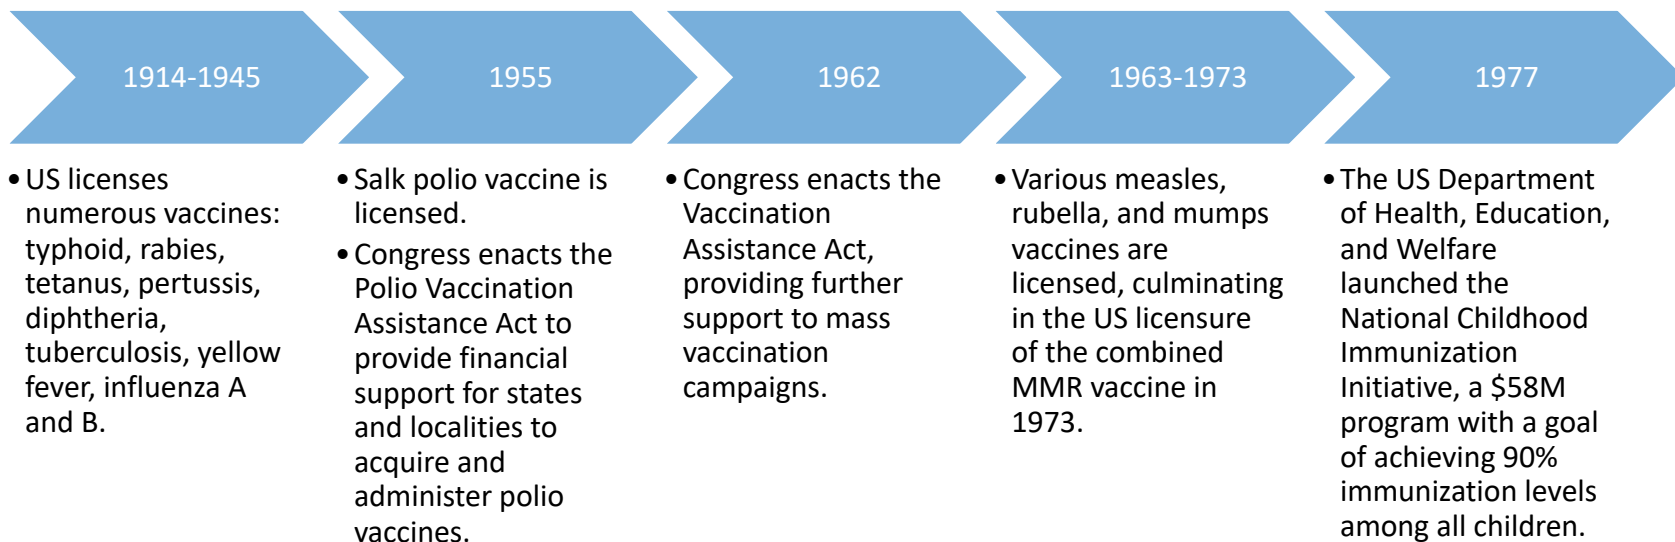 1914-1945
• US licenses
numerous vaccines:
typhoid, rabies,
tetanus, pertussis,
diphtheria,
tuberculosis, yellow
fever, influenza A
and B.
1955
• Salk polio vaccine is
licensed.
• Congress enacts the
Polio Vaccination
Assistance Act to
provide financial
support for states
and localities to
acquire and
administer polio
vaccines.
1962
• Congress enacts the
Vaccination
Assistance Act,
providing further
support to mass
vaccination
campaigns.
1963-1973
• Various measles,
rubella, and mumps
vaccines are
licensed, culminating
in the US licensure
of the combined
MMR vaccine in
1973.
1977
• The US Department
of Health, Education,
and Welfare
launched the
National Childhood
Immunization
Initiative, a $58M
program with a goal
of achieving 90%
immunization levels
among all children.